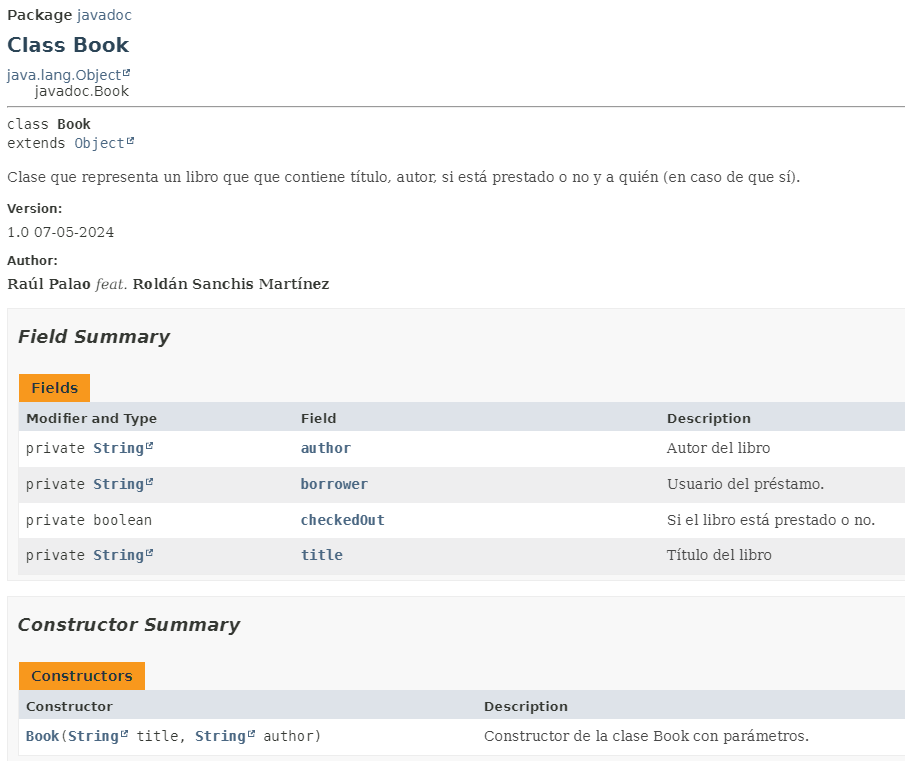 Package javadoc
Class Book
java.lang.Object
javadoc.Book
class Book
extends Object
Clase que representa un libro que que contiene título, autor, si está prestado o no y a quién (en caso de que sí).
Version:
1.0 07-05-2024
Author:
Raúl Palao feat. Roldán Sanchis Martínez
Field Summary
Fields
Modifier and Type Field Description
private String author Autor del libro
private String borrower Usuario del préstamo.
private boolean checkedOut Si el libro está prestado o no.
private String title Título del libro
Constructor Summary
Constructors
Constructor Description
Book(String title, String author) Constructor de la clase Book con parámetros.